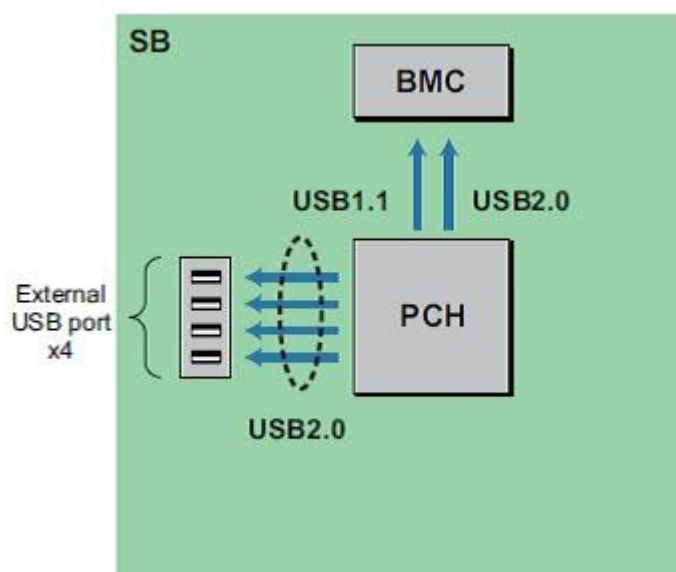 SB
BMC
USB1.1
USB2.0
External
USB port
x4
PCH
USB2.0